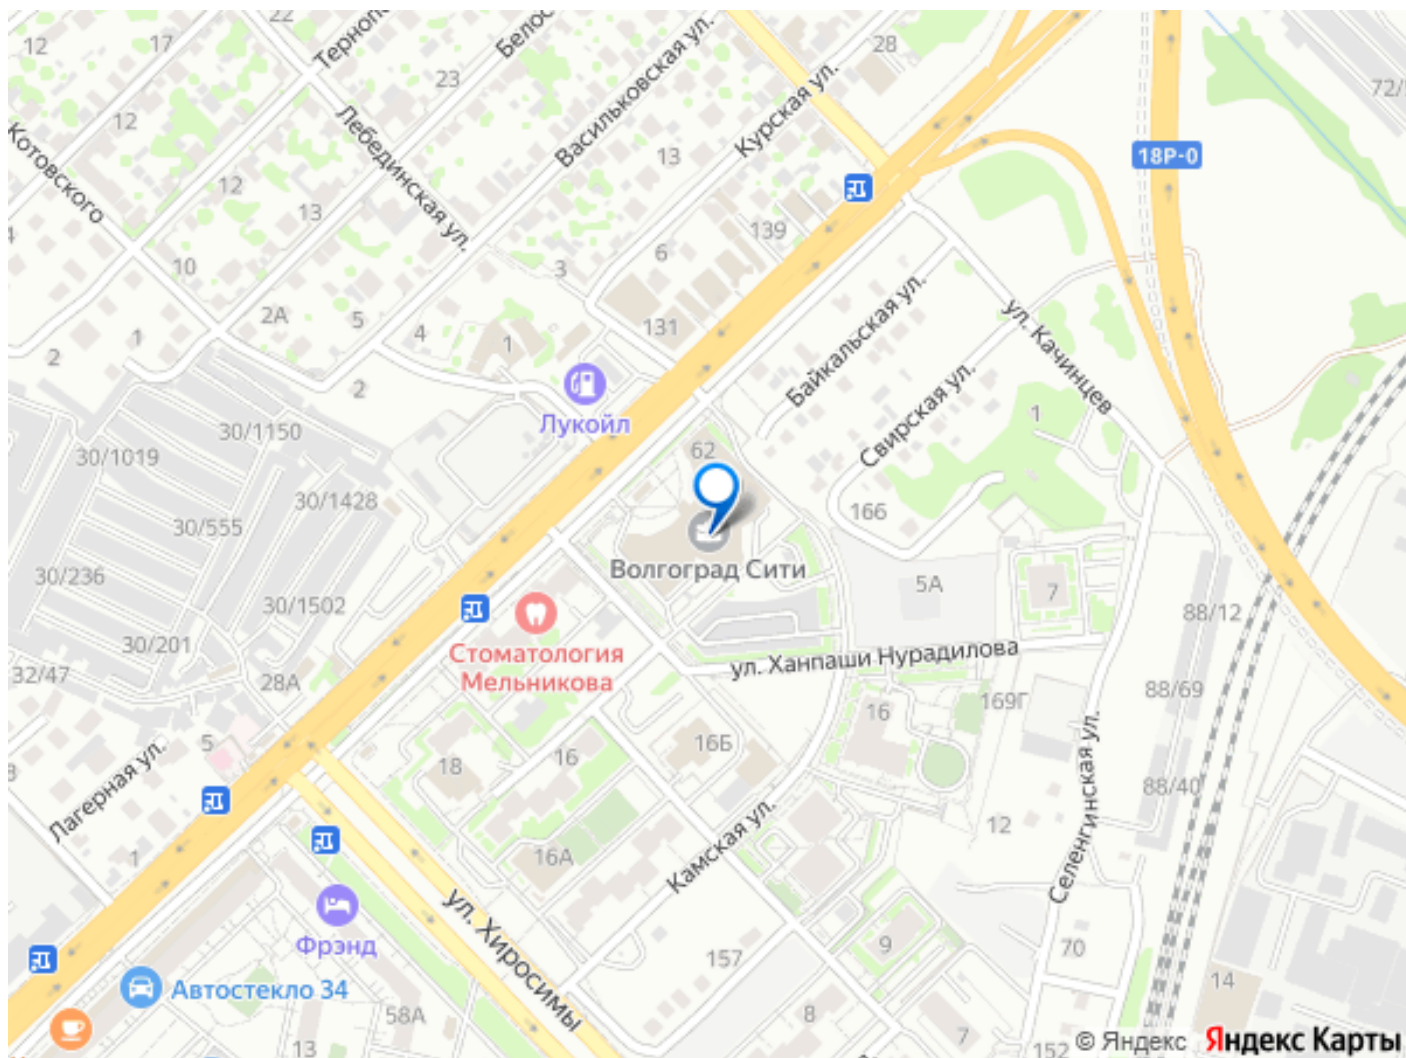 22
12
17
Терноп
Белос
23
Васильковская ул.
28
Курская ул.
72/
Котовского
12
Лебединская ул.
13
18Р-0
12
13
139
6
10
3
2А
5
4
131
1
1
2
2
ул. Качинцев
Байкальская ул.
Свирская ул.
Лукойл
30/1150
30/1019
62
1
30/1428
30/555
166
Волгоград Сити
30/236
5А
7
30/1502
88/12
30/201
Стоматология
Мельникова
ул. Ханпаши Нурадилова
32/47
28А
88/69
169Г
16
5
16Б
16
18
88/40
Лагерная ул.
Селенгинская ул.
12
1
16А
Камская ул.
ул. Хиросимы
Фрэнд
9
70
157
14
Автостекло 34
58А
8
7
13
152
© Яндекс Яндекс Карты